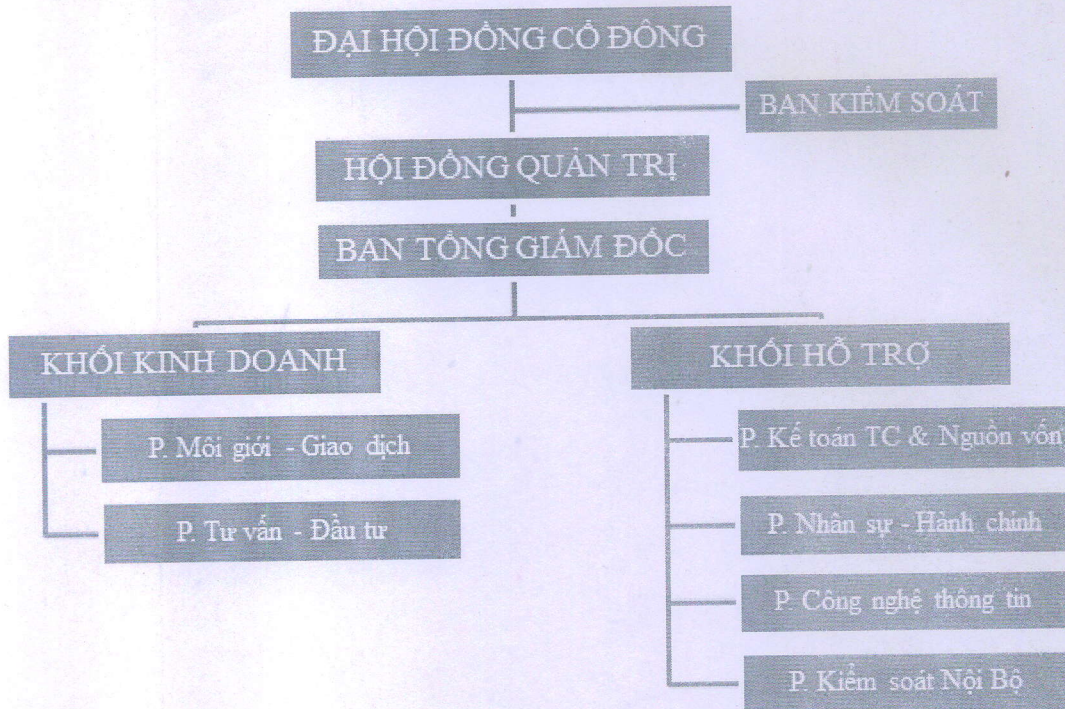 ĐẠI HỘI ĐỒNG CỔ ĐÔNG
BAN KIỂM SOÁT
HỘI ĐỒNG QUẢN TRỊ
BAN TỔNG GIÁM ĐỐC
KHỐI KINH DOANH
P. Môi giới - Giao dịch
P. Tư vấn - Đầu tư
KHỐI HỖ TRỢ
P. Kế toán TC & Nguồn vốn
P. Nhân sự - Hành chính
P. Công nghệ thông tin
P. Kiểm soát Nội Bộ